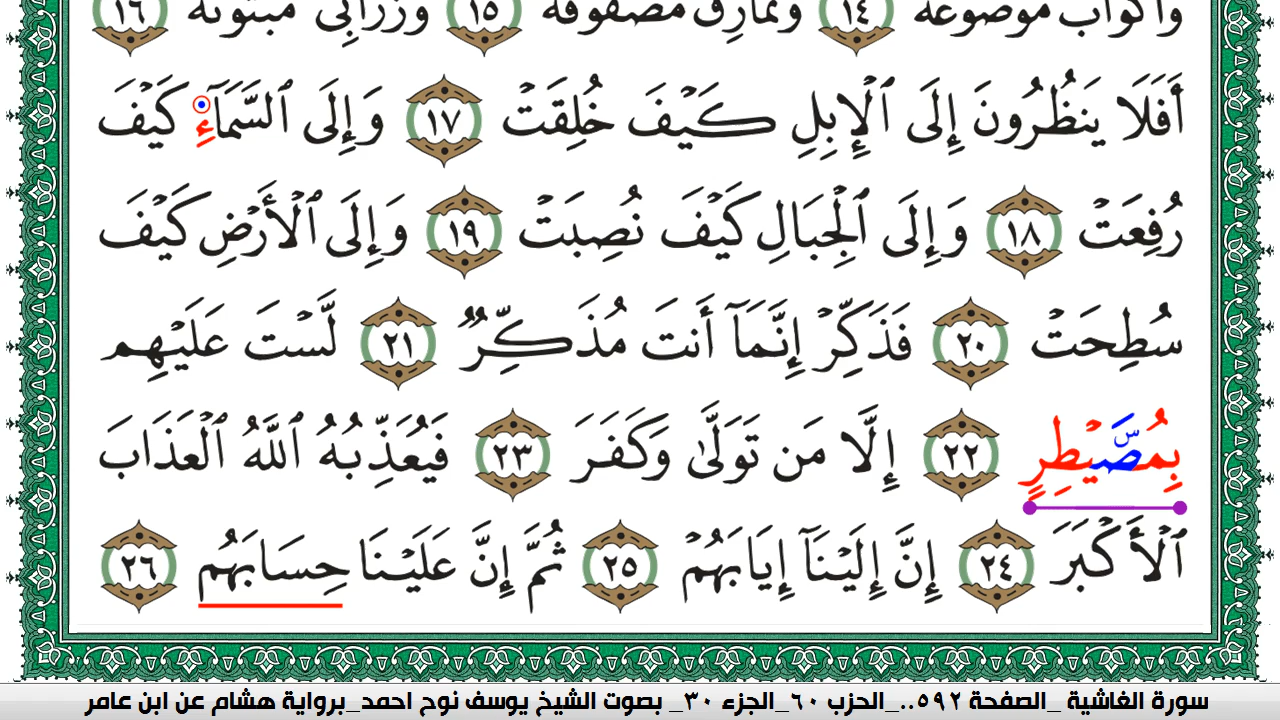 وَأَكْوَابٌ مَوْضُوعَةٌ ١٤ وَنَمَارِقُ مَصْفُوفَةٌ ١٥ وَزَرَابِىُّ مَبْثُوثَةٌ ١٦
أَفَلَا يَنظُرُونَ إِلَى ٱلْإِبِلِ كَيْفَ خُلِقَتْ ١٧ وَإِلَى ٱلسَّمَآءِ كَيْفَ
رُفِعَتْ ١٨ وَإِلَى ٱلْجِبَالِ كَيْفَ نُصِبَتْ ١٩ وَإِلَى ٱلْأَرْضِ كَيْفَ
سُطِحَتْ ٢٠ فَذَكِّرْ إِنَّمَآ أَنتَ مُذَكِّرٌ ٢١ لَّسْتَ عَلَيْهِم
بِمُصَۜيْطِرٍ ٢٢ إِلَّا مَن تَوَلَّىٰ وَكَفَرَ ٢٣ فَيُعَذِّبُهُ ٱللَّهُ ٱلْعَذَابَ
ٱلْأَكْبَرَ ٢٤ إِنَّ إِلَيْنَآ إِيَابَهُمْ ٢٥ ثُمَّ إِنَّ عَلَيْنَا حِسَابَهُم ٢٦
سورة الغاشية _الصفحة ٥٩٢.._الحزب ٦٠_الجزء ٣٠_ بصوت الشيخ يوسف نوح احمد_برواية هشام عن ابن عامر